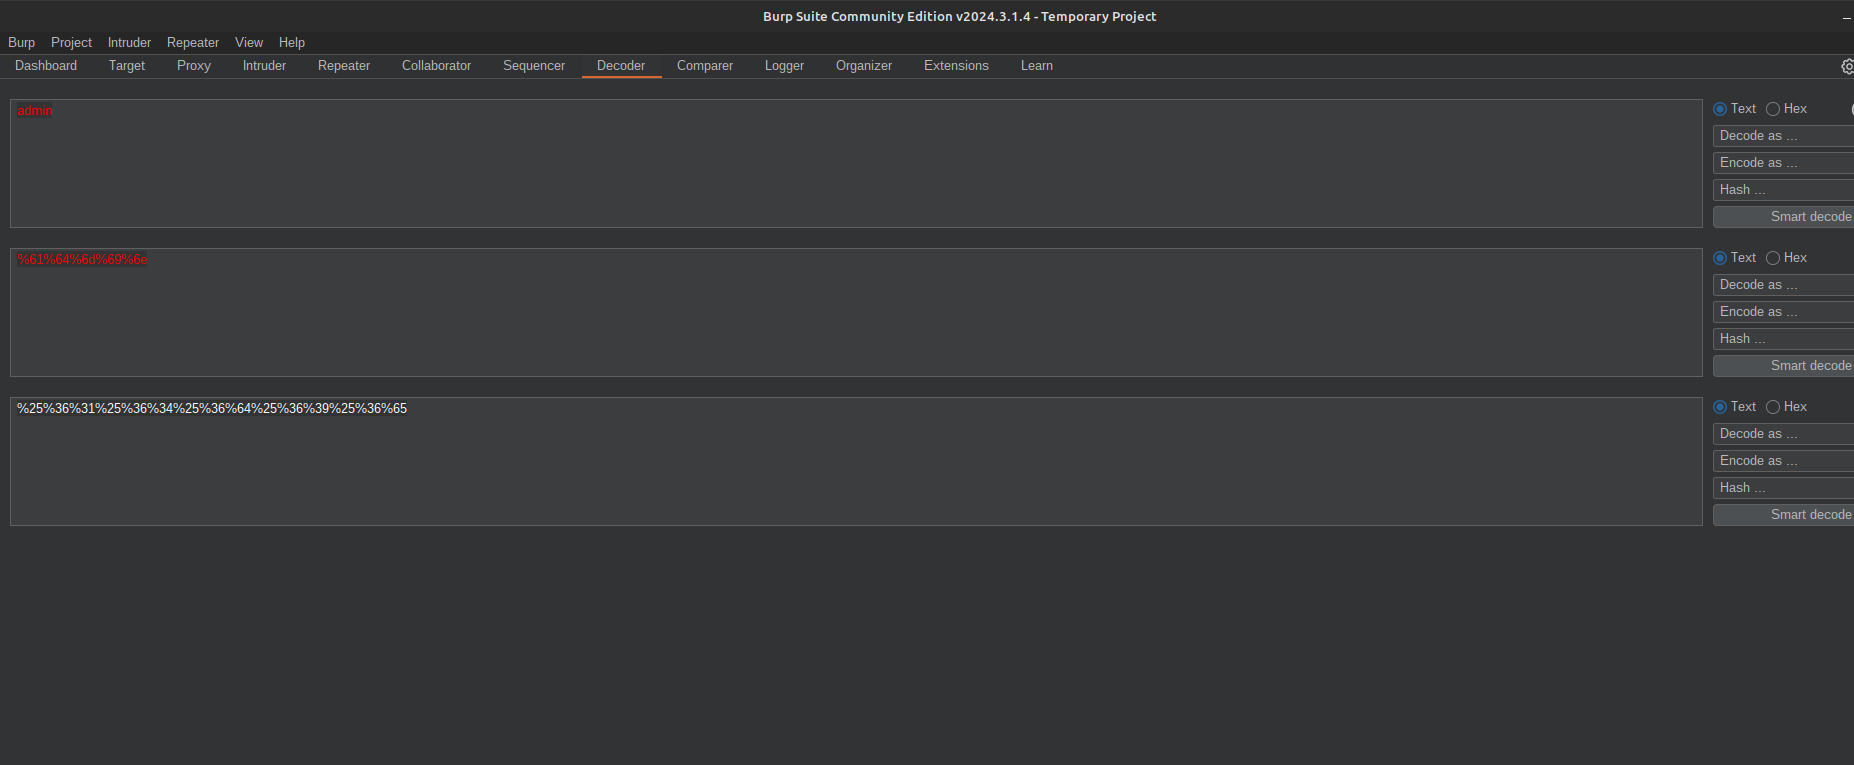 Burp Suite Community Edition v2024.3.1.4 - Temporary Project
Burp Project Intruder Repeater View Help
Dashboard Target Proxy Intruder Repeater Collaborator Sequencer Decoder Comparer Logger Organizer Extensions Learn
admin
Text Hex
Decode as ...
Encode as ...
Hash ...
Smart decode
%61%64%6d%69%6e
Text Hex
Decode as ...
Encode as ...
Hash ...
Smart decode
%25%36%31%25%36%34%25%36%64%25%36%39%25%36%65
Text Hex
Decode as ...
Encode as ...
Hash ...
Smart decode